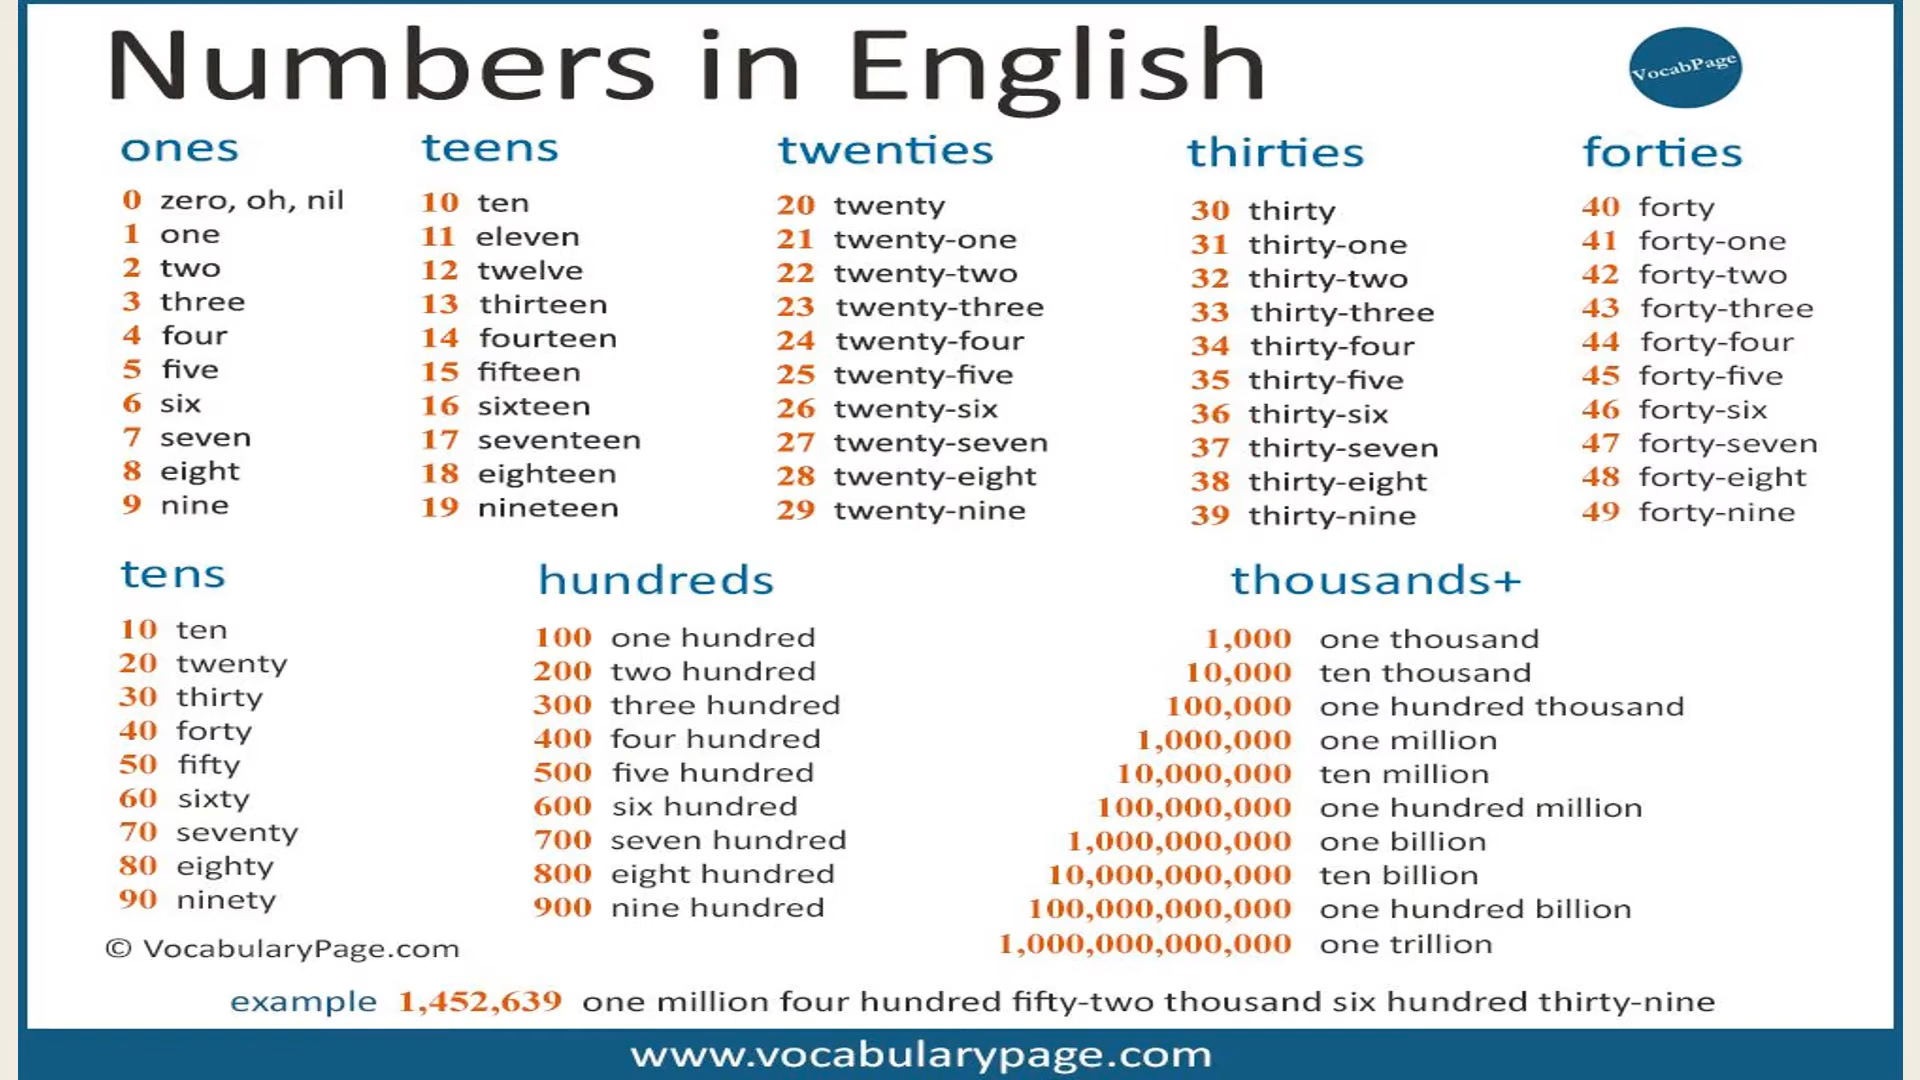 Numbers in English
VocabPage
ones
0 zero, oh, nil
1 one
2 two
3 three
4 four
5 five
6 six
7 seven
8 eight
9 nine
teens
10 ten
11 eleven
12 twelve
13 thirteen
14 fourteen
15 fifteen
16 sixteen
17 seventeen
18 eighteen
19 nineteen
twenties
20 twenty
21 twenty-one
22 twenty-two
23 twenty-three
24 twenty-four
25 twenty-five
26 twenty-six
27 twenty-seven
28 twenty-eight
29 twenty-nine
thirties
30 thirty
31 thirty-one
32 thirty-two
33 thirty-three
34 thirty-four
35 thirty-five
36 thirty-six
37 thirty-seven
38 thirty-eight
39 thirty-nine
forties
40 forty
41 forty-one
42 forty-two
43 forty-three
44 forty-four
45 forty-five
46 forty-six
47 forty-seven
48 forty-eight
49 forty-nine
tens
10 ten
20 twenty
30 thirty
40 forty
50 fifty
60 sixty
70 seventy
80 eighty
90 ninety
© VocabularyPage.com
hundreds
100 one hundred
200 two hundred
300 three hundred
400 four hundred
500 five hundred
600 six hundred
700 seven hundred
800 eight hundred
900 nine hundred
thousands+
1,000 one thousand
10,000 ten thousand
100,000 one hundred thousand
1,000,000 one million
10,000,000 ten million
100,000,000 one hundred million
1,000,000,000 one billion
10,000,000,000 ten billion
100,000,000,000 one hundred billion
1,000,000,000,000 one trillion
example 1,452,639 one million four hundred fifty-two thousand six hundred thirty-nine
www.vocabularypage.com